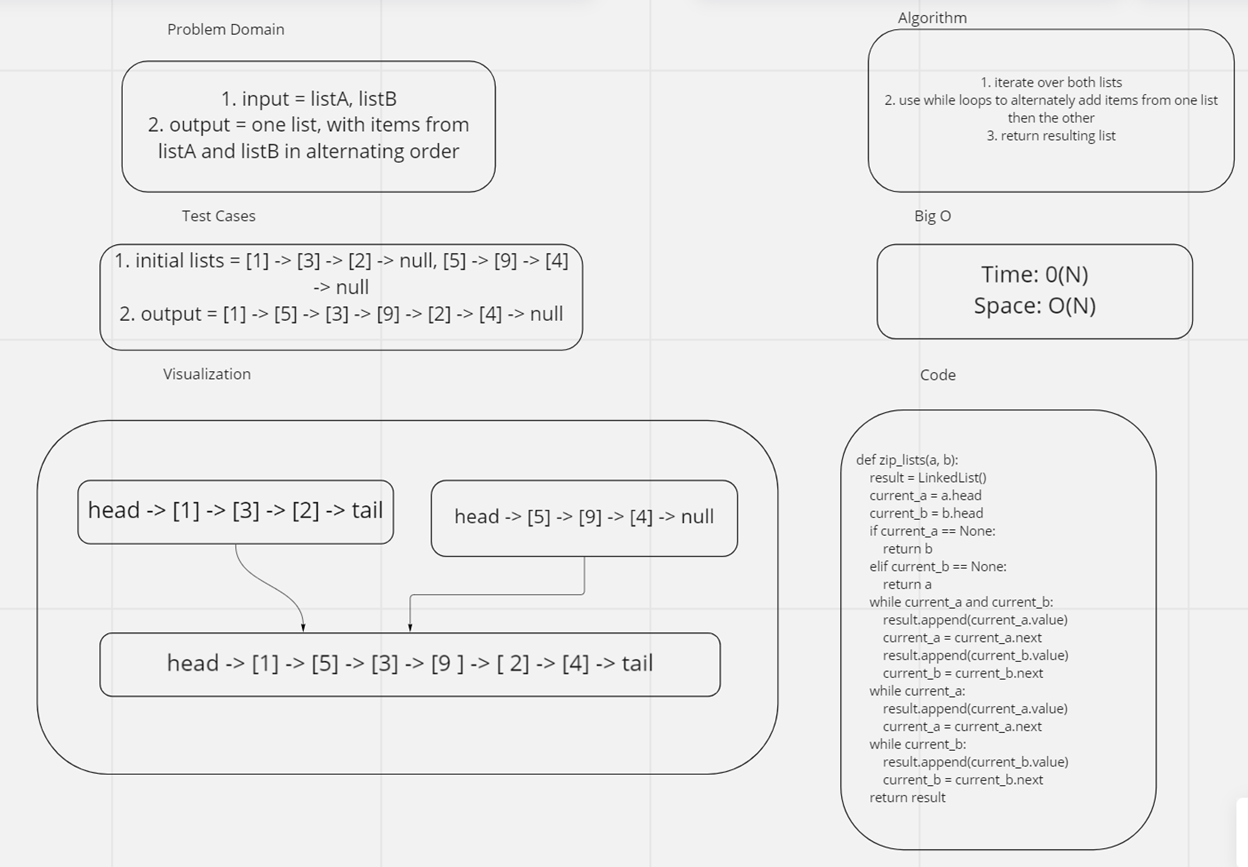 Problem Domain
1. input = listA, listB
2. output = one list, with items from
listA and listB in alternating order
Test Cases
1. initial lists = [1] -> [3] -> [2] -> null, [5] -> [9] -> [4]
-> null
2. output = [1] -> [5] -> [3] -> [9] -> [2] -> [4] -> null
Visualization
head -> [1] -> [3] -> [2] -> tail
head -> [5] -> [9] -> [4] -> null
head -> [1] -> [5] -> [3] -> [9 ] -> [ 2] -> [4] -> tail
Algorithm
1. iterate over both lists
2. use while loops to alternately add items from one list
then the other
3. return resulting list
Big O
Time: 0(N)
Space: O(N)
Code
def zip_lists(a, b):
    result = LinkedList()
    current_a = a.head
    current_b = b.head
    if current_a == None:
        return b
    elif current_b == None:
        return a
    while current_a and current_b:
        result.append(current_a.value)
        current_a = current_a.next
        result.append(current_b.value)
        current_b = current_b.next
    while current_a:
        result.append(current_a.value)
        current_a = current_a.next
    while current_b:
        result.append(current_b.value)
        current_b = current_b.next
    return result